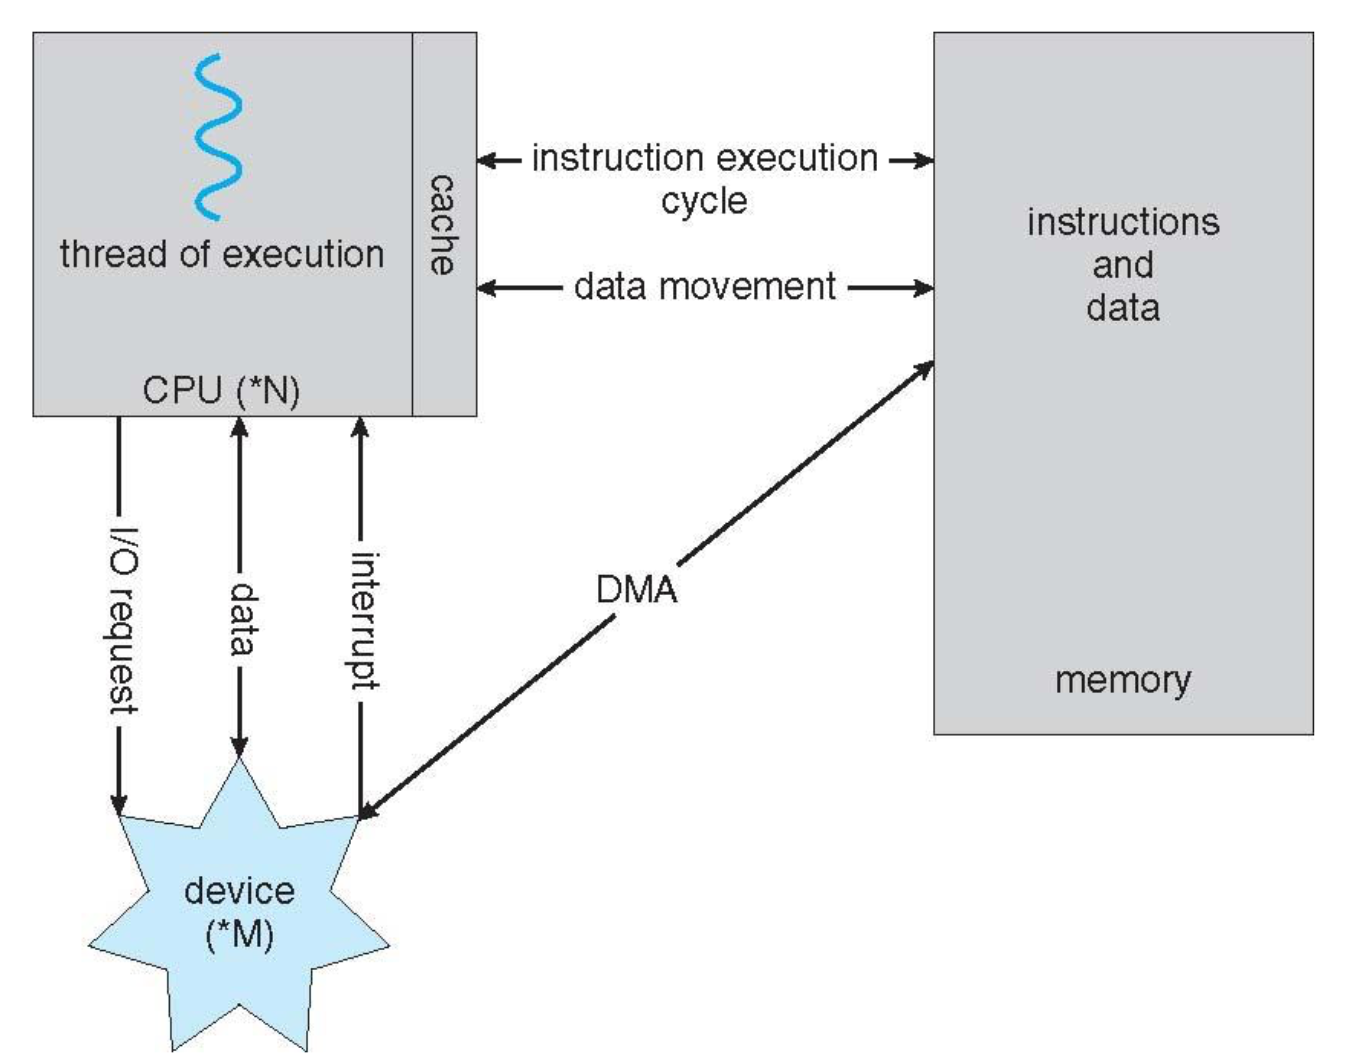 thread of execution
CPU (*N)
cache
instruction execution
cycle
data movement
instructions
and
data
memory
I/O request
data
interrupt
DMA
device
(*M)